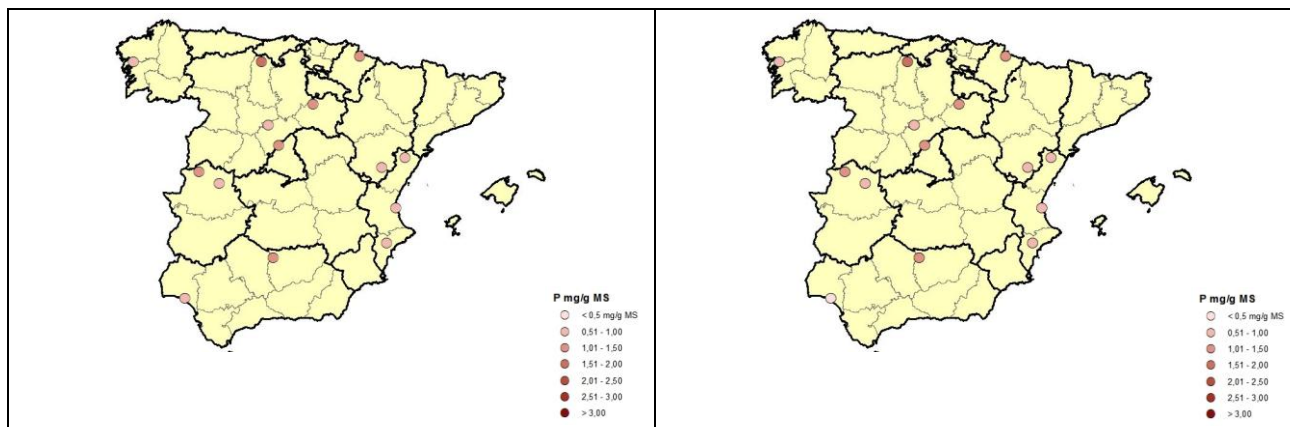 P mg/g MS
< 0,5 mg/g MS
0,51 - 1,00
1,01 - 1,50
1,51 - 2,00
2,01 - 2,50
2,51 - 3,00
> 3,00
P mg/g MS
< 0,5 mg/g MS
0,51 - 1,00
1,01 - 1,50
1,51 - 2,00
2,01 - 2,50
2,51 - 3,00
> 3,00